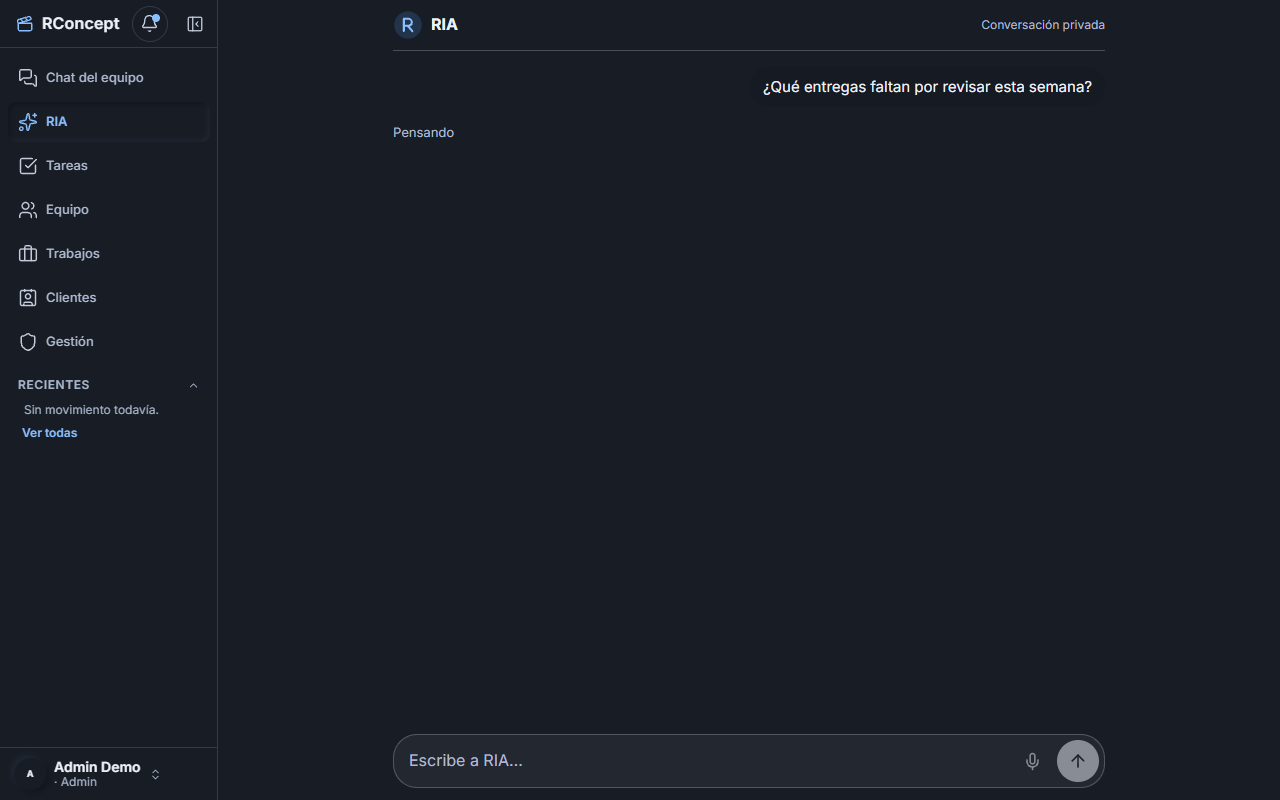 RConcept
Chat del equipo
RIA
Tareas
Equipo
Trabajos
Clientes
Gestión
RECIENTES
Sin movimiento todavía.
Ver todas
A
Admin Demo
· Admin
R
RIA
Conversación privada
¿Qué entregas faltan por revisar esta semana?
Pensando
Escribe a RIA...